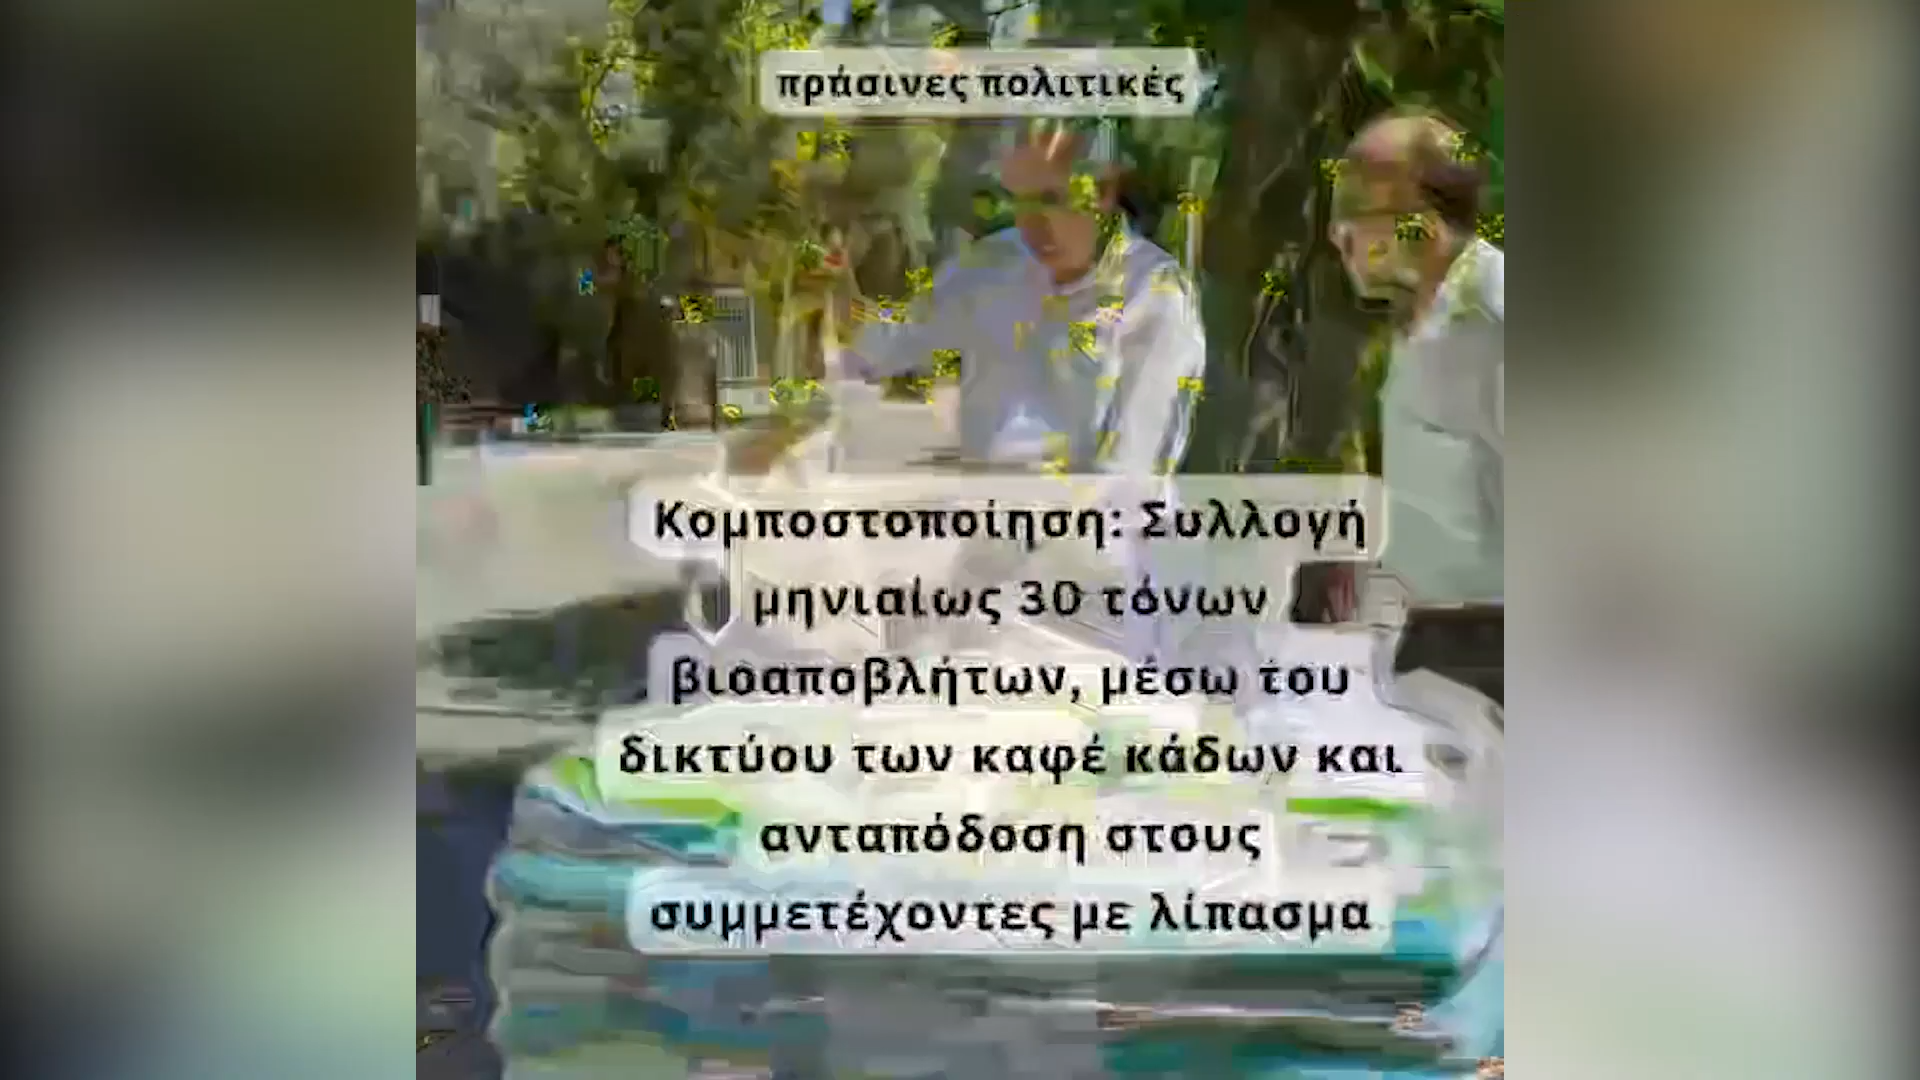 πράσινες πολιτικές
Κομποστοποίηση: Συλλογή
μηνιαίως 30 τόνων
βιοαποβλήτων, μέσω του
δικτύου των καφέ κάδων και
ανταπόδοση στους
συμμετέχοντες με λίπασμα